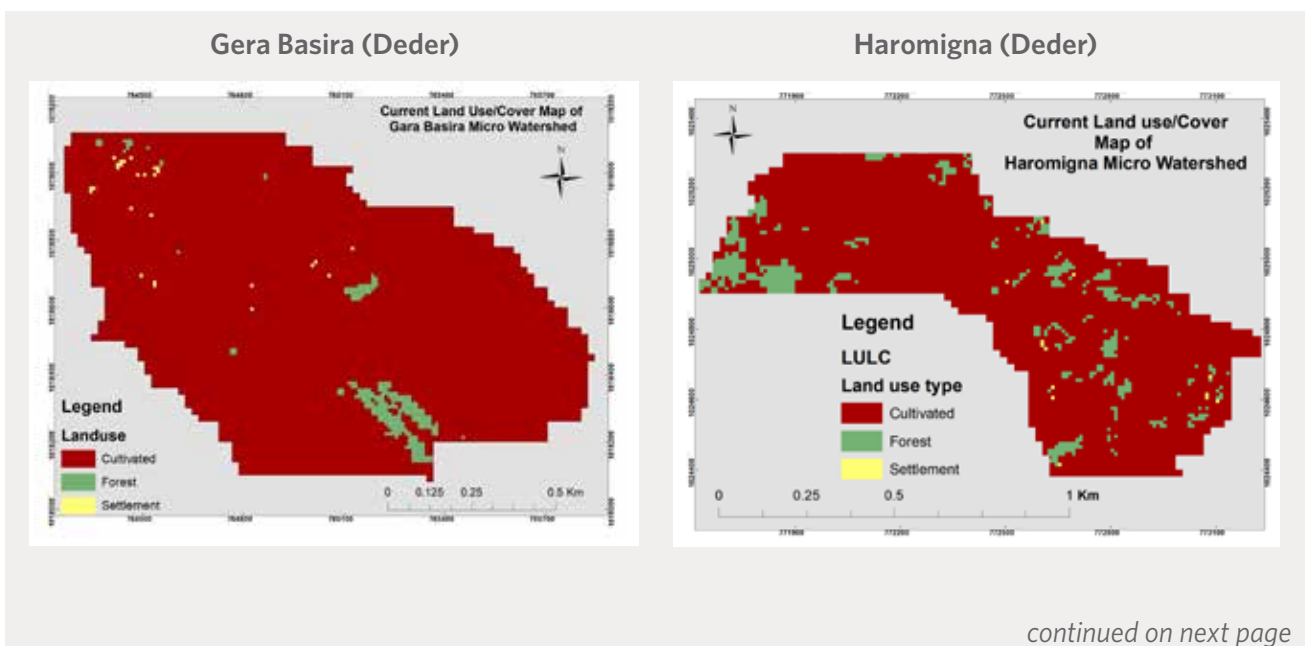 Gera Basira (Deder)
Current Land Use/Cover Map of
Gara Basira Micro Watershed
N
Legend
Landuse
Cultivated
Forest
Settlement
0 0.125 0.25 0.5 Km
Haromigna (Deder)
N
Current Land use/Cover
Map of
Haromigna Micro Watershed
Legend
LULC
Land use type
Cultivated
Forest
Settlement
0 0.25 0.5 1 Km
continued on next page